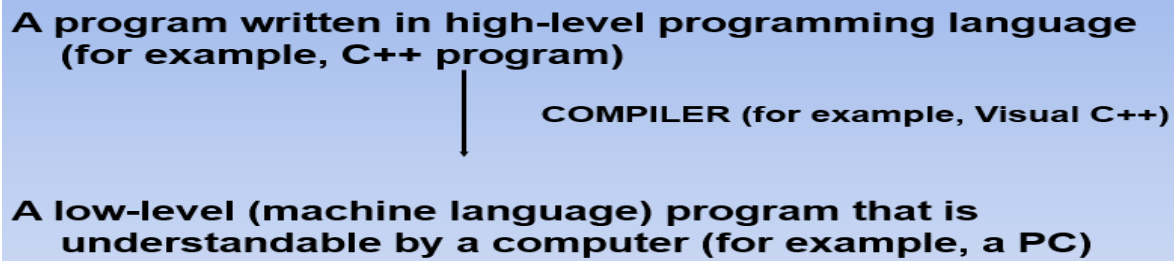 A program written in high-level programming language
(for example, C++ program)
COMPILER (for example, Visual C++)
A low-level (machine language) program that is
understandable by a computer (for example, a PC)